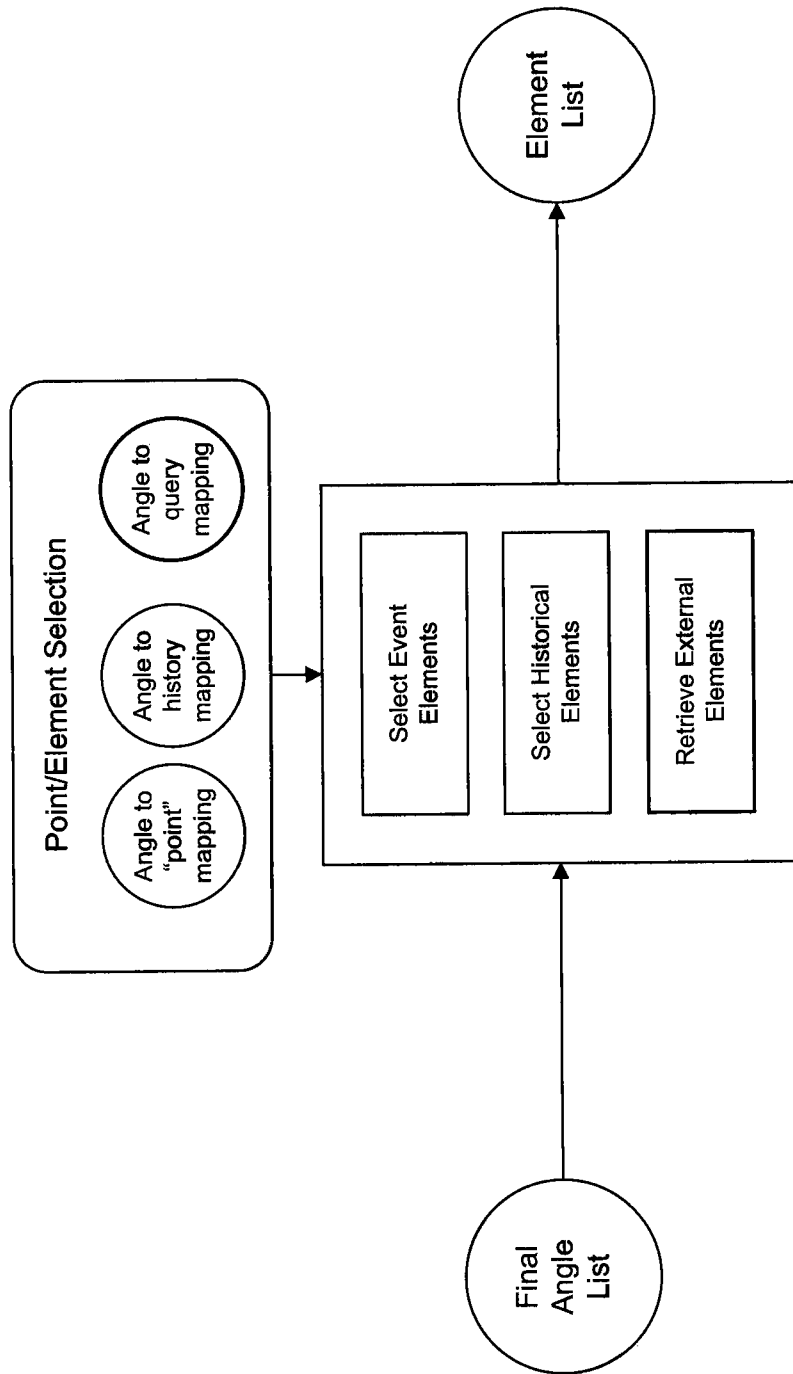 Point/Element Selection
Angle to
"point"
mapping
Angle to
history
mapping
Angle to
query
mapping
Final
Angle
List
Select Event
Elements
Select Historical
Elements
Retrieve External
Elements
Element
List